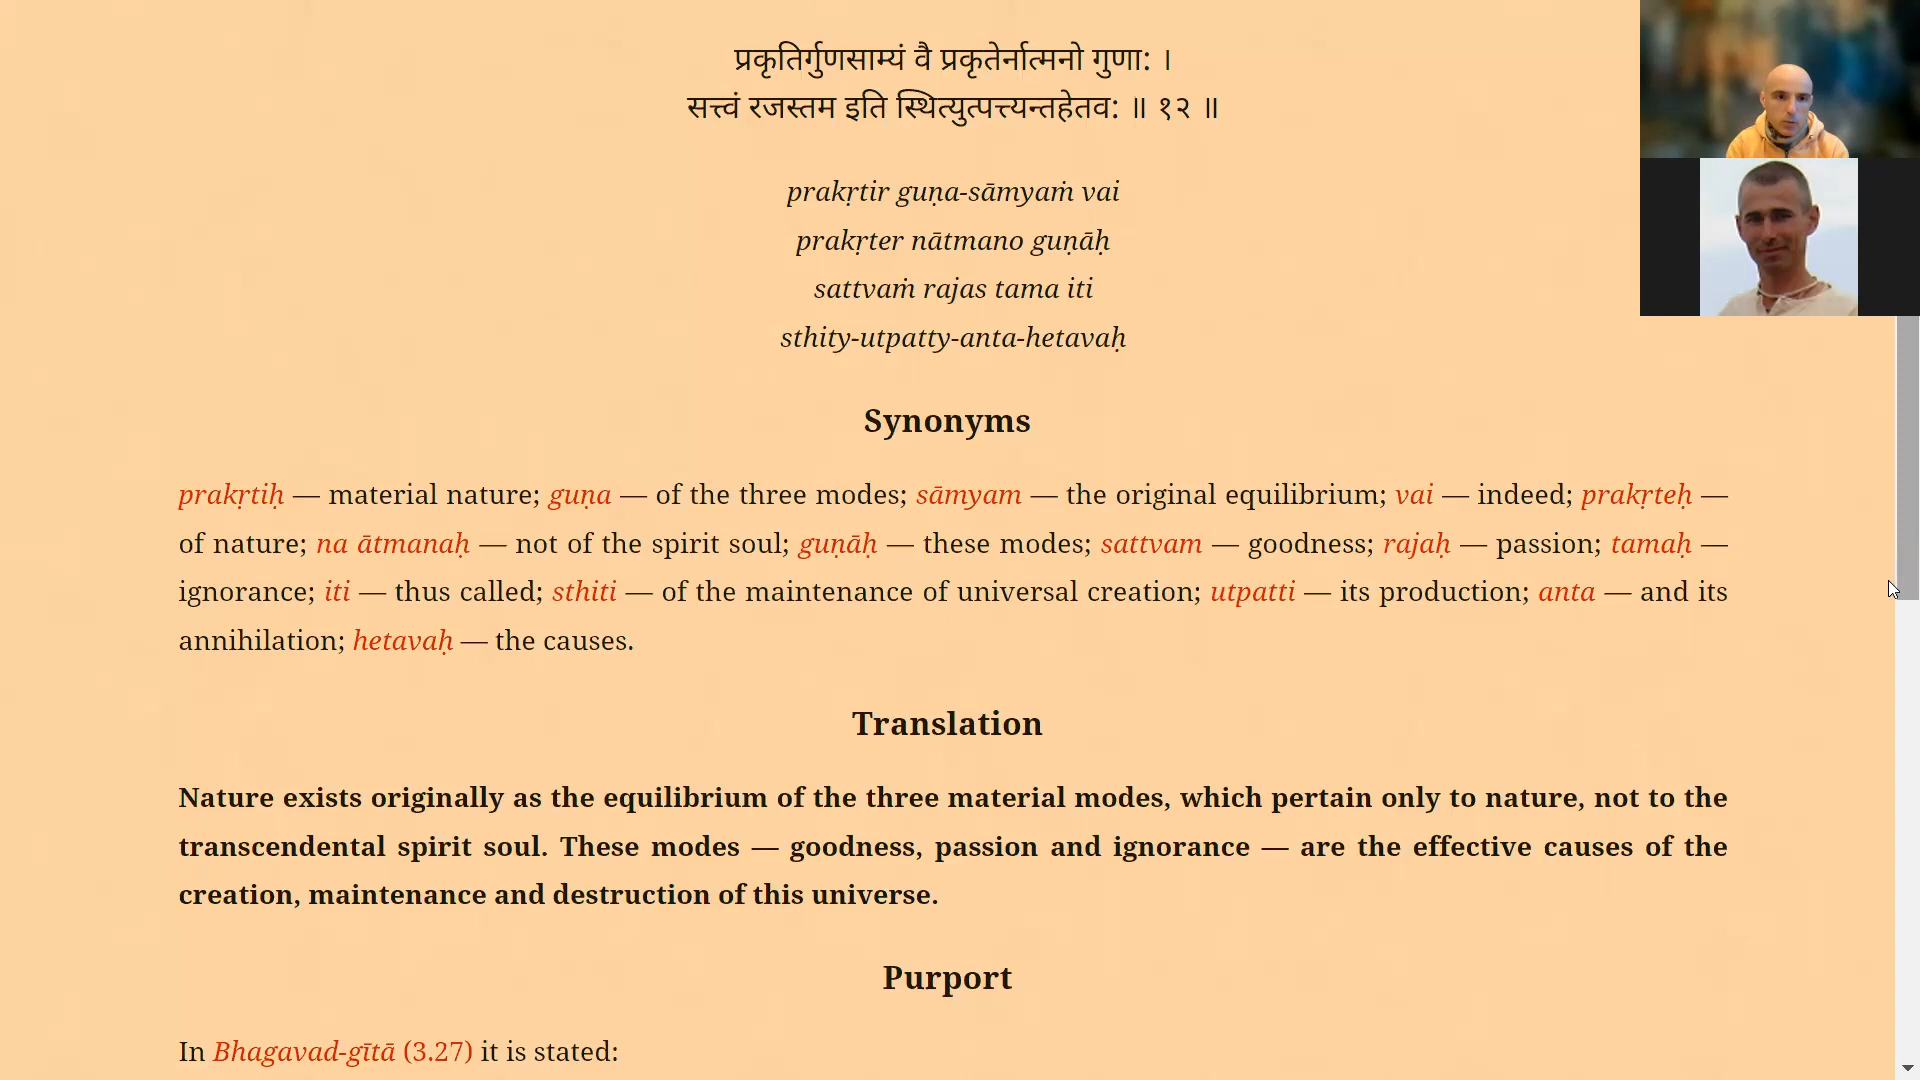 प्रकृतिर्गुणसाम्यं वै प्रकृतेर्नात्मनो गुणा: ।
सत्त्वं रजस्तम इति स्थित्युत्पत्त्यन्तहेतव: ॥ १२ ॥
prakṛtir guṇa-sāmyaṁ vai
prakṛter nātmano guṇāḥ
sattvaṁ rajas tama iti
sthity-utpatty-anta-hetavaḥ
Synonyms
prakṛtiḥ — material nature; guṇa — of the three modes; sāmyam — the original equilibrium; vai — indeed; prakṛteḥ —
of nature; na ātmanaḥ — not of the spirit soul; guṇāḥ — these modes; sattvam — goodness; rajaḥ — passion; tamaḥ —
ignorance; iti — thus called; sthiti — of the maintenance of universal creation; utpatti — its production; anta — and its
annihilation; hetavaḥ — the causes.
Translation
Nature exists originally as the equilibrium of the three material modes, which pertain only to nature, not to the
transcendental spirit soul. These modes — goodness, passion and ignorance — are the effective causes of the
creation, maintenance and destruction of this universe.
Purport
In Bhagavad-gītā (3.27) it is stated: